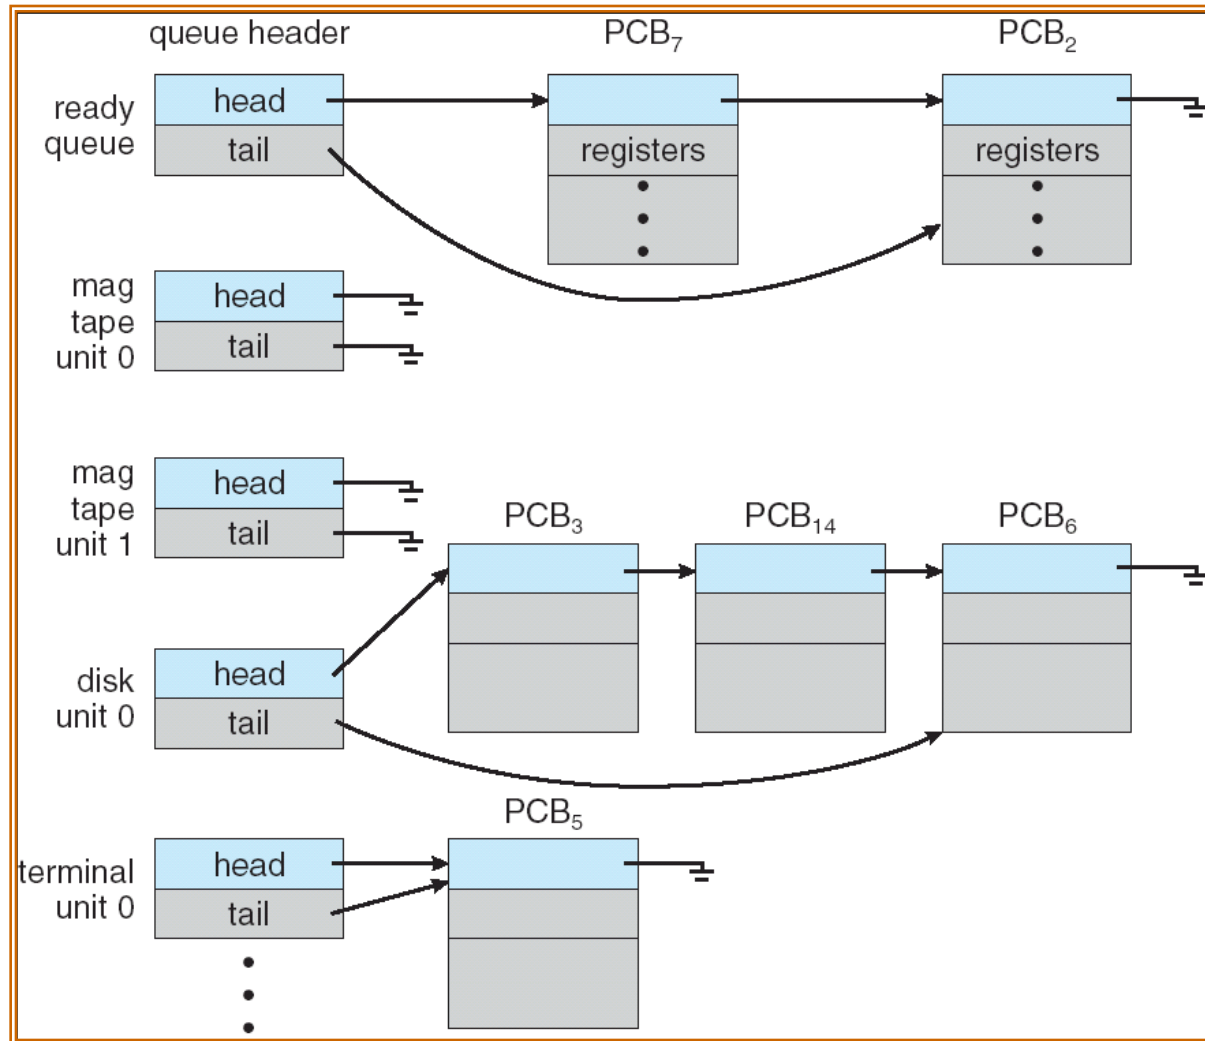 queue header
PCB7
PCB2
ready
queue
head
tail
registers
registers
mag
tape
unit 0
head
tail
mag
tape
unit 1
head
tail
PCB3
PCB14
PCB6
disk
unit 0
head
tail
PCB5
terminal
unit 0
head
tail